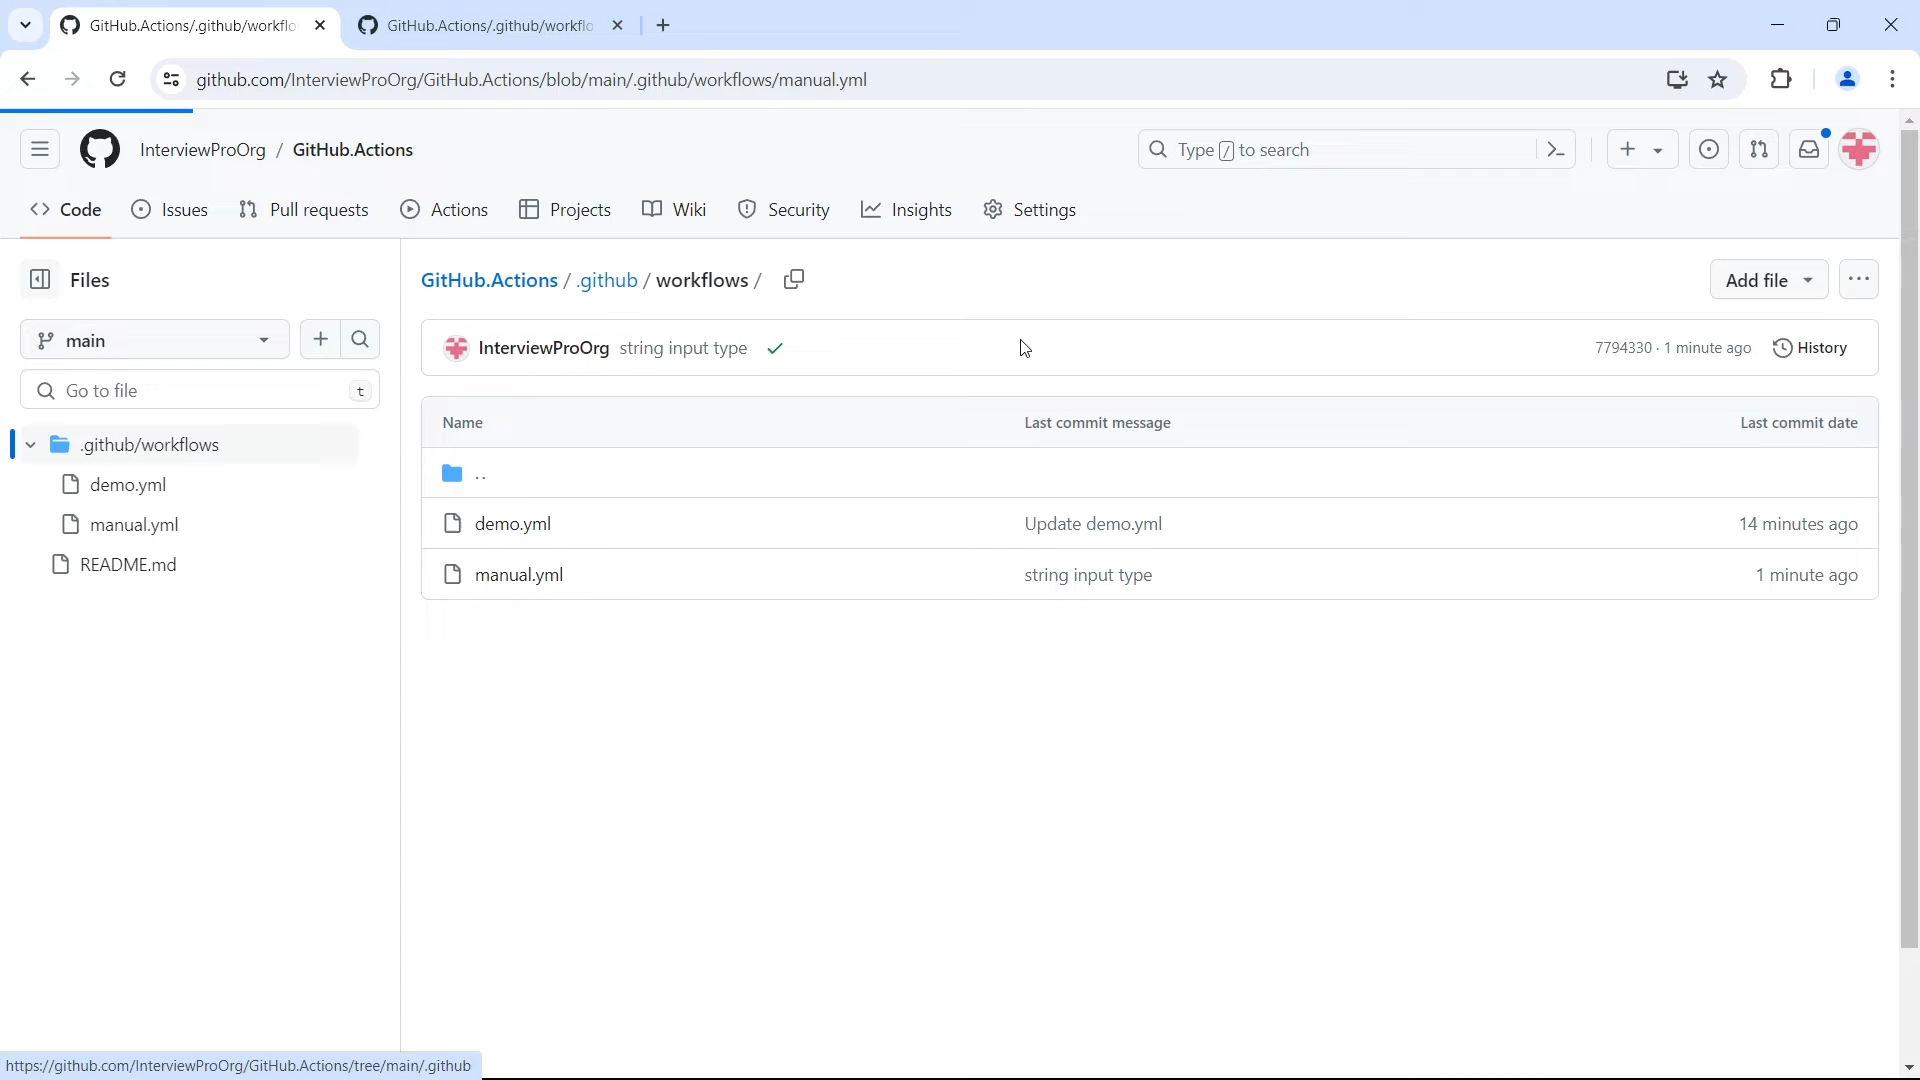 GitHub.Actions/.github/workflo
GitHub.Actions/.github/workflo
github.com/InterviewProOrg/GitHub.Actions/blob/main/.github/workflows/manual.yml
InterviewProOrg / GitHub.Actions
Type / to search
Code
Issues
Pull requests
Actions
Projects
Wiki
Security
Insights
Settings
Files
main
Go to file
t
.github/workflows
demo.yml
manual.yml
README.md
GitHub.Actions / .github / workflows /
Add file
InterviewProOrg string input type
7794330 · 1 minute ago
History
Name Last commit message Last commit date
..
demo.yml Update demo.yml 14 minutes ago
manual.yml string input type 1 minute ago
https://github.com/InterviewProOrg/GitHub.Actions/tree/main/.github